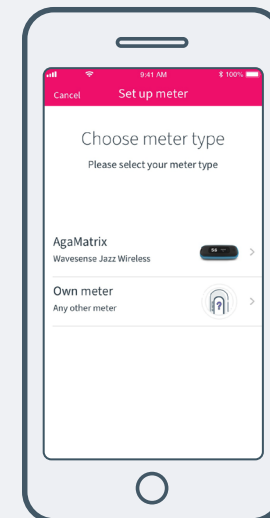 9:41 AM
100%
Cancel
Set up meter
Choose meter type
Please select your meter type
AgaMatrix
Wavesense Jazz Wireless
Own meter
Any other meter
?